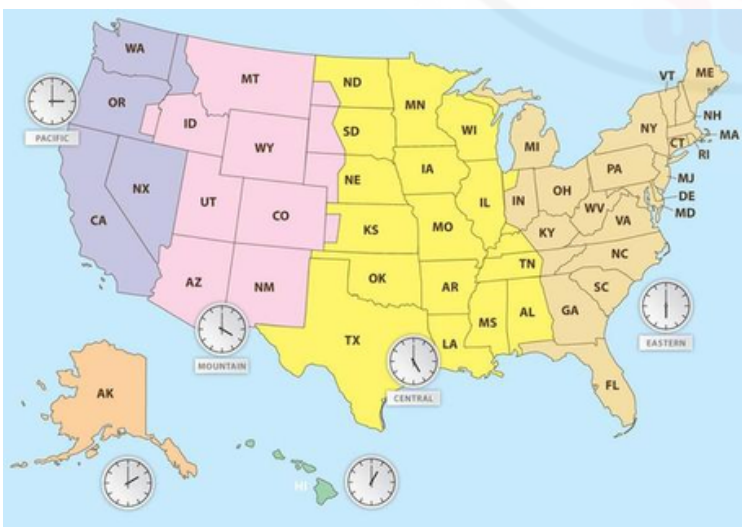 WA
MT
ND
MN
VT
ME
OR
ID
SD
WI
NY
NH
MA
CT
RI
MI
PACIFIC
WY
IA
PA
MJ
NX
NE
IL
IN
OH
DE
MD
UT
CO
WV
VA
CA
KS
MO
KY
NC
TN
AZ
NM
OK
AR
SC
MS
AL
GA
TX
LA
EASTERN
MOUNTAIN
CENTRAL
FL
AK
HI